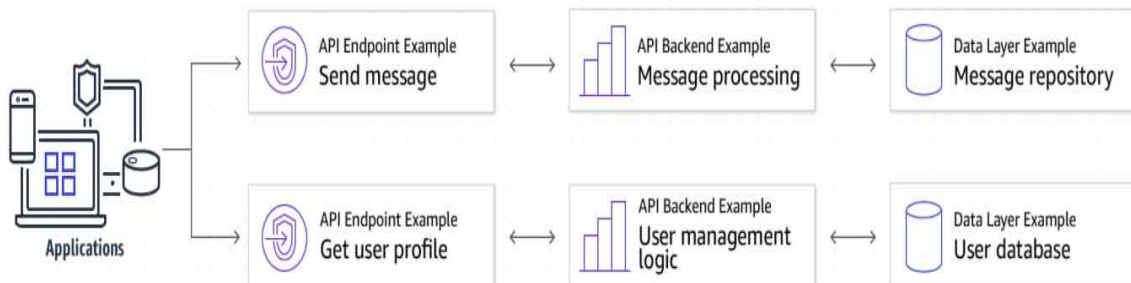 API Endpoint Example
Send message
API Backend Example
Message processing
Data Layer Example
Message repository
Applications
API Endpoint Example
Get user profile
API Backend Example
User management
logic
Data Layer Example
User database